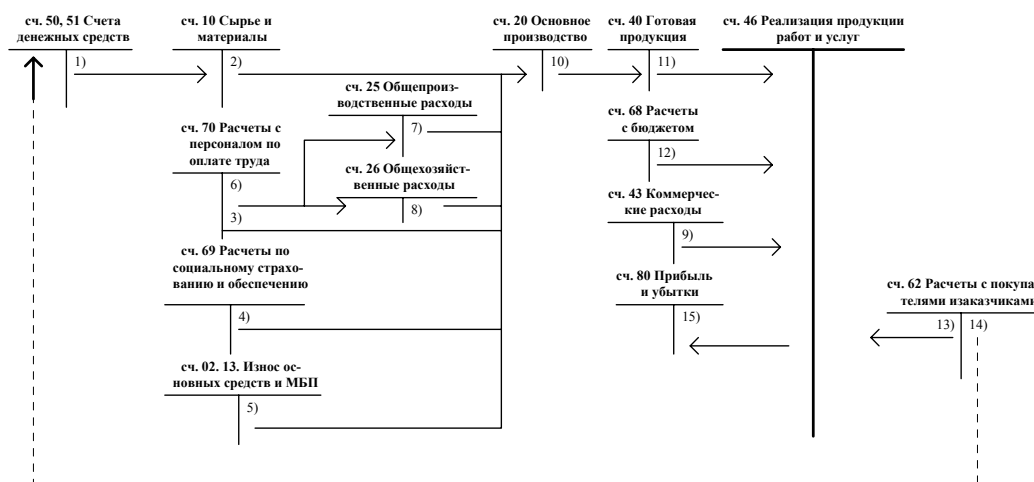 сч. 50, 51 Счета
денежных средств
1)
сч. 10 Сырье и
материалы
2)
сч. 20 Основное
производство
10)
сч. 40 Готовая
продукция
11)
сч. 46 Реализация продукции
работ и услуг
сч. 25 Общепроиз-
водственные расходы
7)
сч. 68 Расчеты
с бюджетом
12)
сч. 70 Расчеты с
персоналом по
оплате труда
6)
3)
сч. 26 Общехозяйст-
венные расходы
8)
сч. 43 Коммерчес-
кие расходы
9)
сч. 69 Расчеты по
социальному страхо-
ванию и обеспечению
4)
сч. 80 Прибыль
и убытки
15)
сч. 62 Расчеты с покупа
телями изаказчиками
13)
14)
сч. 02. 13. Износ ос-
новных средств и МБП
5)